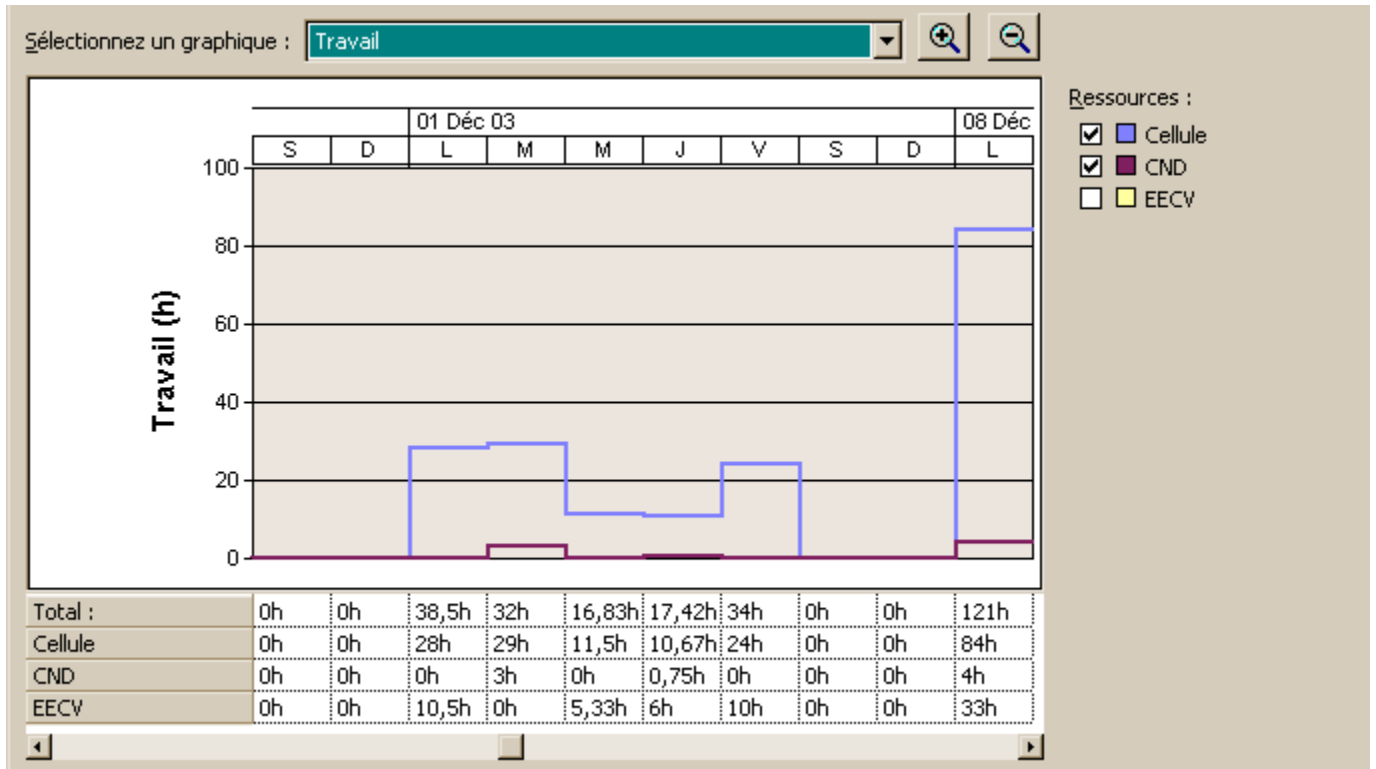 Sélectionnez un graphique : Travail
Ressources :
Cellule
CND
EECV
01 Déc 03 08 Déc
S D L M M J V S D L
100
80
60
40
20
0
Travail (h)
Total : 0h 0h 38,5h 32h 16,83h 17,42h 34h 0h 0h 121h
Cellule 0h 0h 28h 29h 11,5h 10,67h 24h 0h 0h 84h
CND 0h 0h 0h 3h 0h 0,75h 0h 0h 0h 4h
EECV 0h 0h 10,5h 0h 5,33h 6h 10h 0h 0h 33h